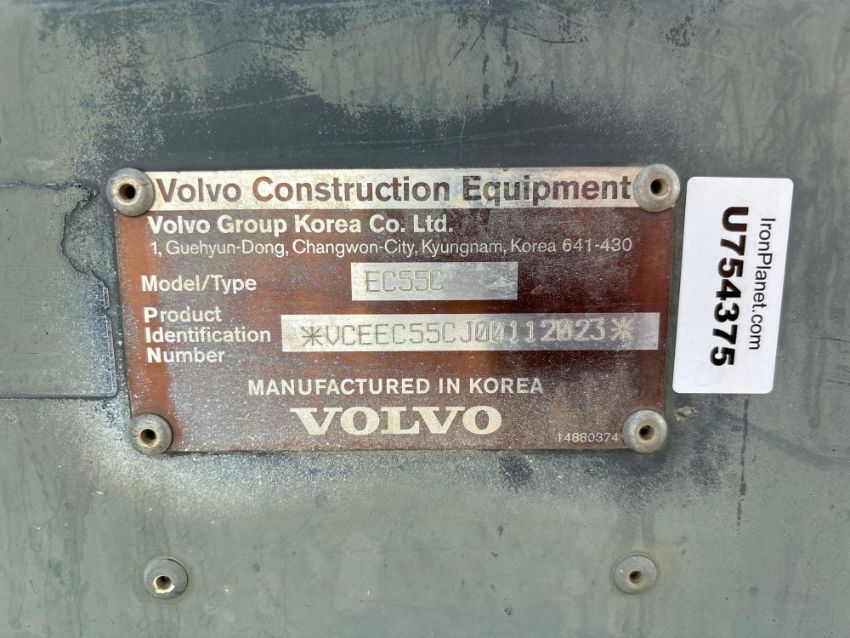 Volvo Construction Equipment
Volvo Group Korea Co. Ltd.
1, Guehyun-Dong, Changwon-City, Kyungnam, Korea 641-430
Model/Type EC55C
Product
Identification *VCEEC55CJ00112023*
Number
MANUFACTURED IN KOREA
VOLVO
14880374
IronPlanet.com
U754375